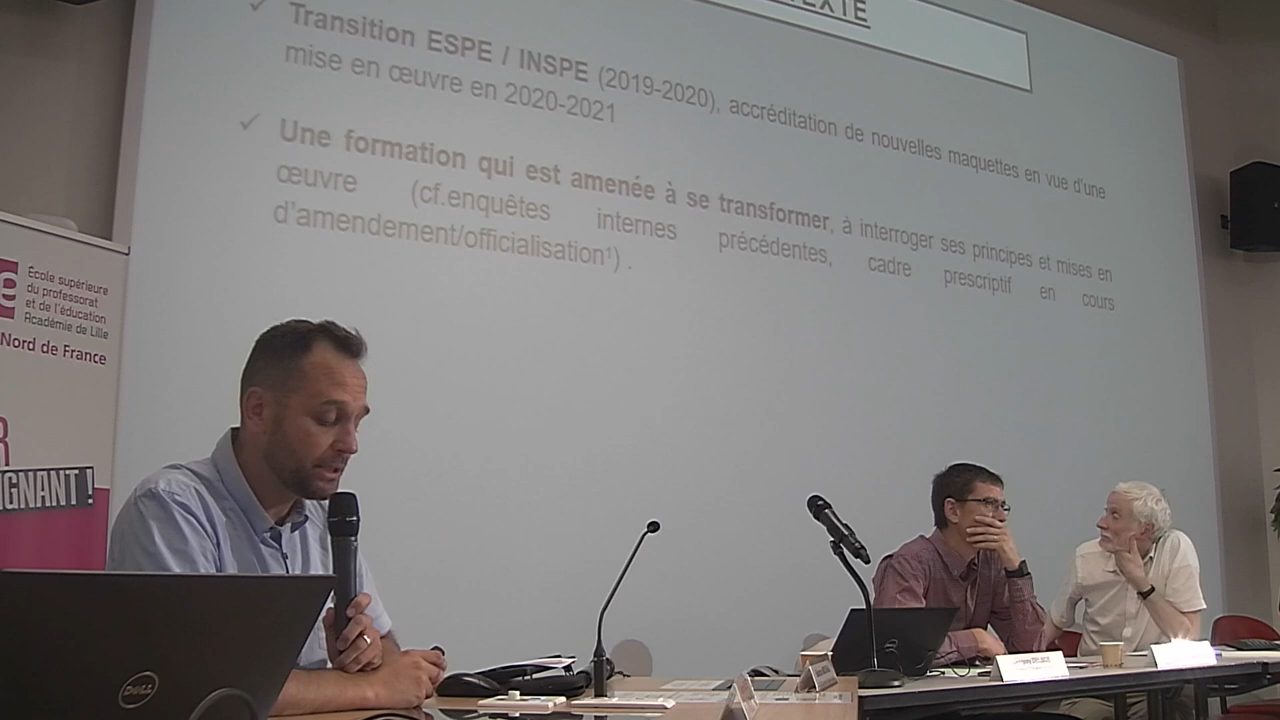 ✓ Transition ESPE / INSPE (2019-2020), accréditation de nouvelles maquettes en vue d'une
mise en œuvre en 2020-2021
✓ Une formation qui est amenée à se transformer, à interroger ses principes et mises en
œuvre (cf.enquêtes internes précédentes, cadre prescriptif en cours
d'amendement/officialisation¹) .
École supérieure
du professorat
et de l'éducation
Académie de Lille
Nord de France
IGNANT !
DELL